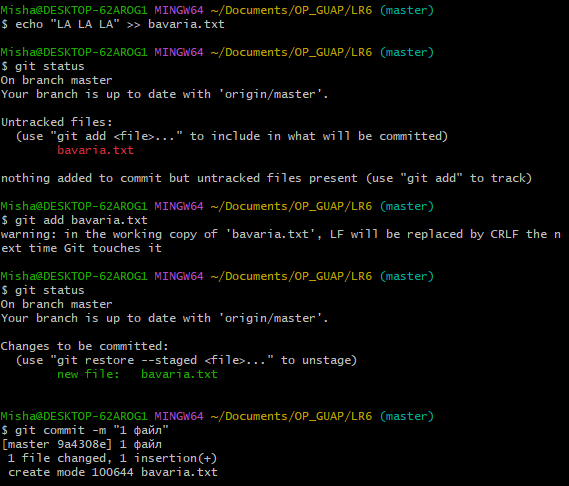 Misha@DESKTOP-62AROG1 MINGW64 ~/Documents/OP_GUAP/LR6 (master)
$ echo "LA LA LA" >> bavaria.txt
Misha@DESKTOP-62AROG1 MINGW64 ~/Documents/OP_GUAP/LR6 (master)
$ git status
On branch master
Your branch is up to date with 'origin/master'.
Untracked files:
  (use "git add <file>..." to include in what will be committed)
        bavaria.txt
nothing added to commit but untracked files present (use "git add" to track)
Misha@DESKTOP-62AROG1 MINGW64 ~/Documents/OP_GUAP/LR6 (master)
$ git add bavaria.txt
warning: in the working copy of 'bavaria.txt', LF will be replaced by CRLF the n
ext time Git touches it
Misha@DESKTOP-62AROG1 MINGW64 ~/Documents/OP_GUAP/LR6 (master)
$ git status
On branch master
Your branch is up to date with 'origin/master'.
Changes to be committed:
  (use "git restore --staged <file>..." to unstage)
        new file:   bavaria.txt
Misha@DESKTOP-62AROG1 MINGW64 ~/Documents/OP_GUAP/LR6 (master)
$ git commit -m "1 файл"
[master 9a4308e] 1 файл
 1 file changed, 1 insertion(+)
 create mode 100644 bavaria.txt